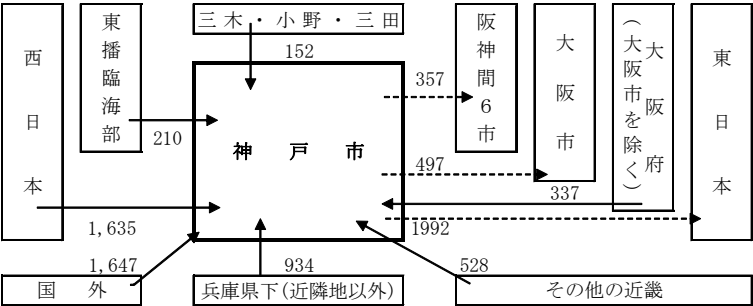 三木・小野・三田
152
西日本
東播臨海部
210
神戸市
阪神間6市
357
大阪市
497
大阪府
(大阪市を除く)
337
東日本
1992
1,635
1,647
国外
934
兵庫県下(近隣地以外)
528
その他の近畿